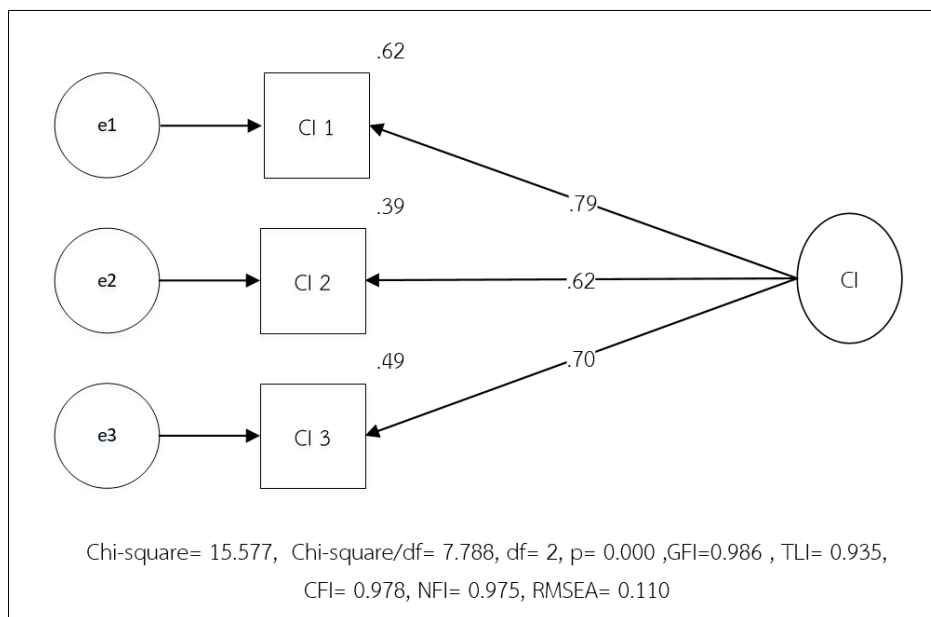 .62
e1
CI 1
.79
.39
e2
CI 2
.62
CI
.49
.70
e3
CI 3
Chi-square= 15.577,  Chi-square/df= 7.788, df= 2, p= 0.000 ,GFI=0.986 , TLI= 0.935,
CFI= 0.978, NFI= 0.975, RMSEA= 0.110